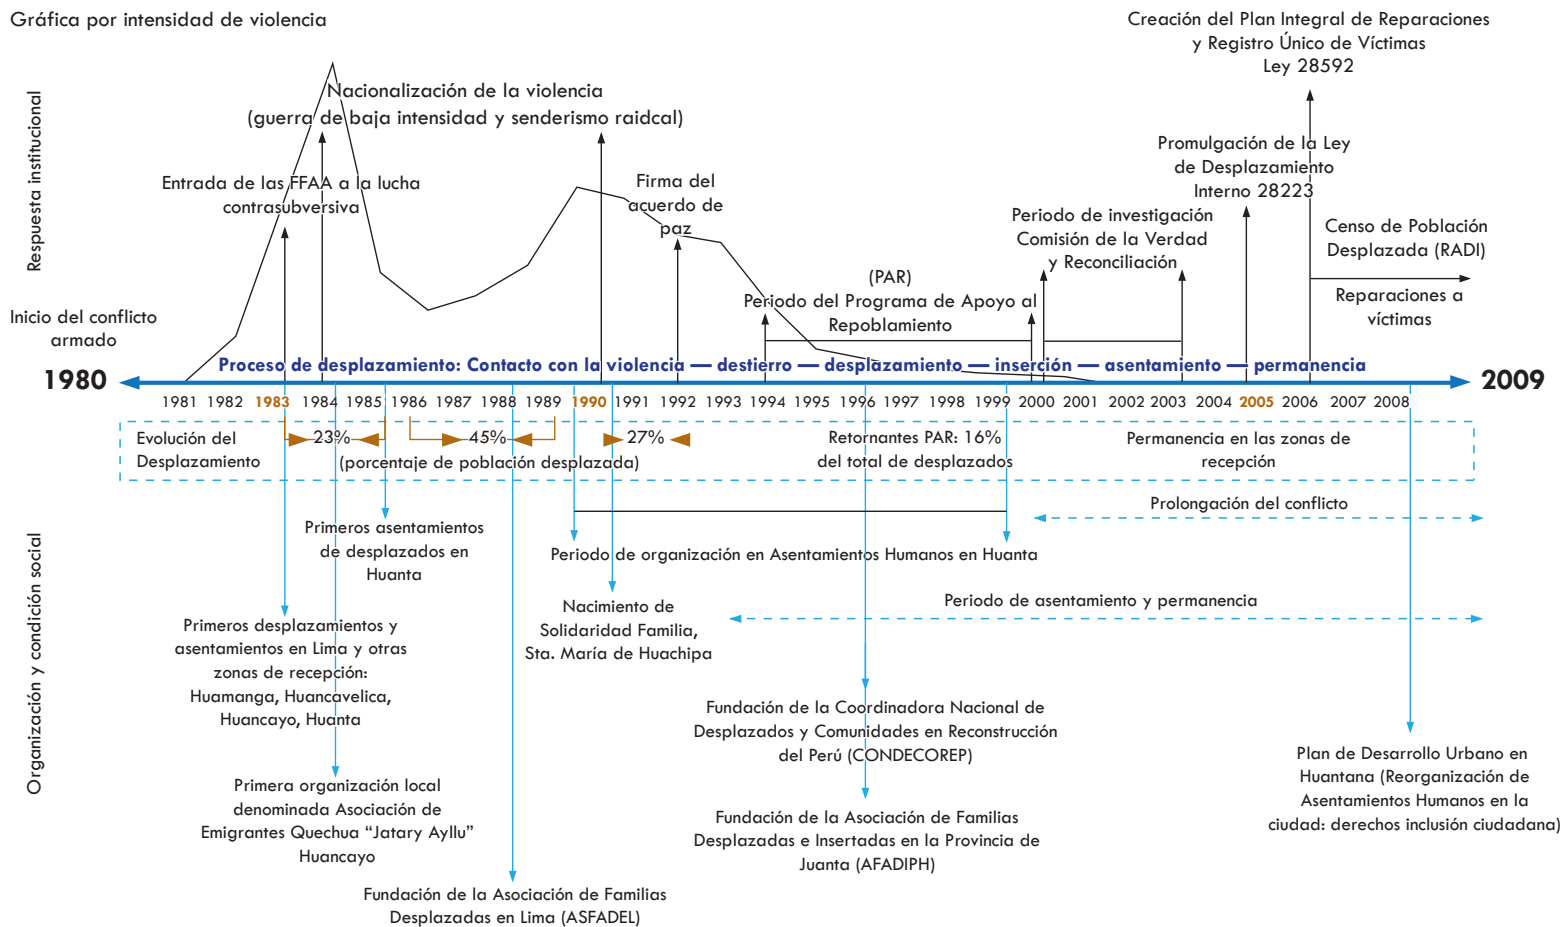 Gráfica por intensidad de violencia
Respuesta institucional
Creación del Plan Integral de Reparaciones
y Registro Único de Víctimas
Ley 28592
Nacionalización de la violencia
(guerra de baja intensidad y senderismo raidcal)
Promulgación de la Ley
de Desplazamiento
Interno 28223
Entrada de las FFAA a la lucha
contrasubversiva
Firma del
acuerdo de
paz
Periodo de investigación
Comisión de la Verdad
y Reconciliación
Censo de Población
Desplazada (RADI)
Reparaciones a
víctimas
(PAR)
Periodo del Programa de Apoyo al
Repoblamiento
Inicio del conflicto
armado
Proceso de desplazamiento: Contacto con la violencia — destierro — desplazamiento — inserción — asentamiento — permanencia
1980
2009
1981 1982 1983 1984 1985 1986 1987 1988 1989 1990 1991 1992 1993 1994 1995 1996 1997 1998 1999 2000 2001 2002 2003 2004 2005 2006 2007 2008
Evolución del
Desplazamiento
23%
45%
27%
(porcentaje de población desplazada)
Retornantes PAR: 16%
del total de desplazados
Permanencia en las zonas de
recepción
Organización y condición social
Prolongación del conflicto
Primeros asentamientos
de desplazados en
Huanta
Periodo de organización en Asentamientos Humanos en Huanta
Nacimiento de
Solidaridad Familia,
Sta. María de Huachipa
Periodo de asentamiento y permanencia
Primeros desplazamientos y
asentamientos en Lima y otras
zonas de recepción:
Huamanga, Huancavelica,
Huancayo, Huanta
Fundación de la Coordinadora Nacional de
Desplazados y Comunidades en Reconstrucción
del Perú (CONDECOREP)
Plan de Desarrollo Urbano en
Huantana (Reorganización de
Asentamientos Humanos en la
ciudad: derechos inclusión ciudadana)
Primera organización local
denominada Asociación de
Emigrantes Quechua “Jatary Ayllu”
Huancayo
Fundación de la Asociación de Familias
Desplazadas e Insertadas en la Provincia de
Juanta (AFADIPH)
Fundación de la Asociación de Familias
Desplazadas en Lima (ASFADEL)